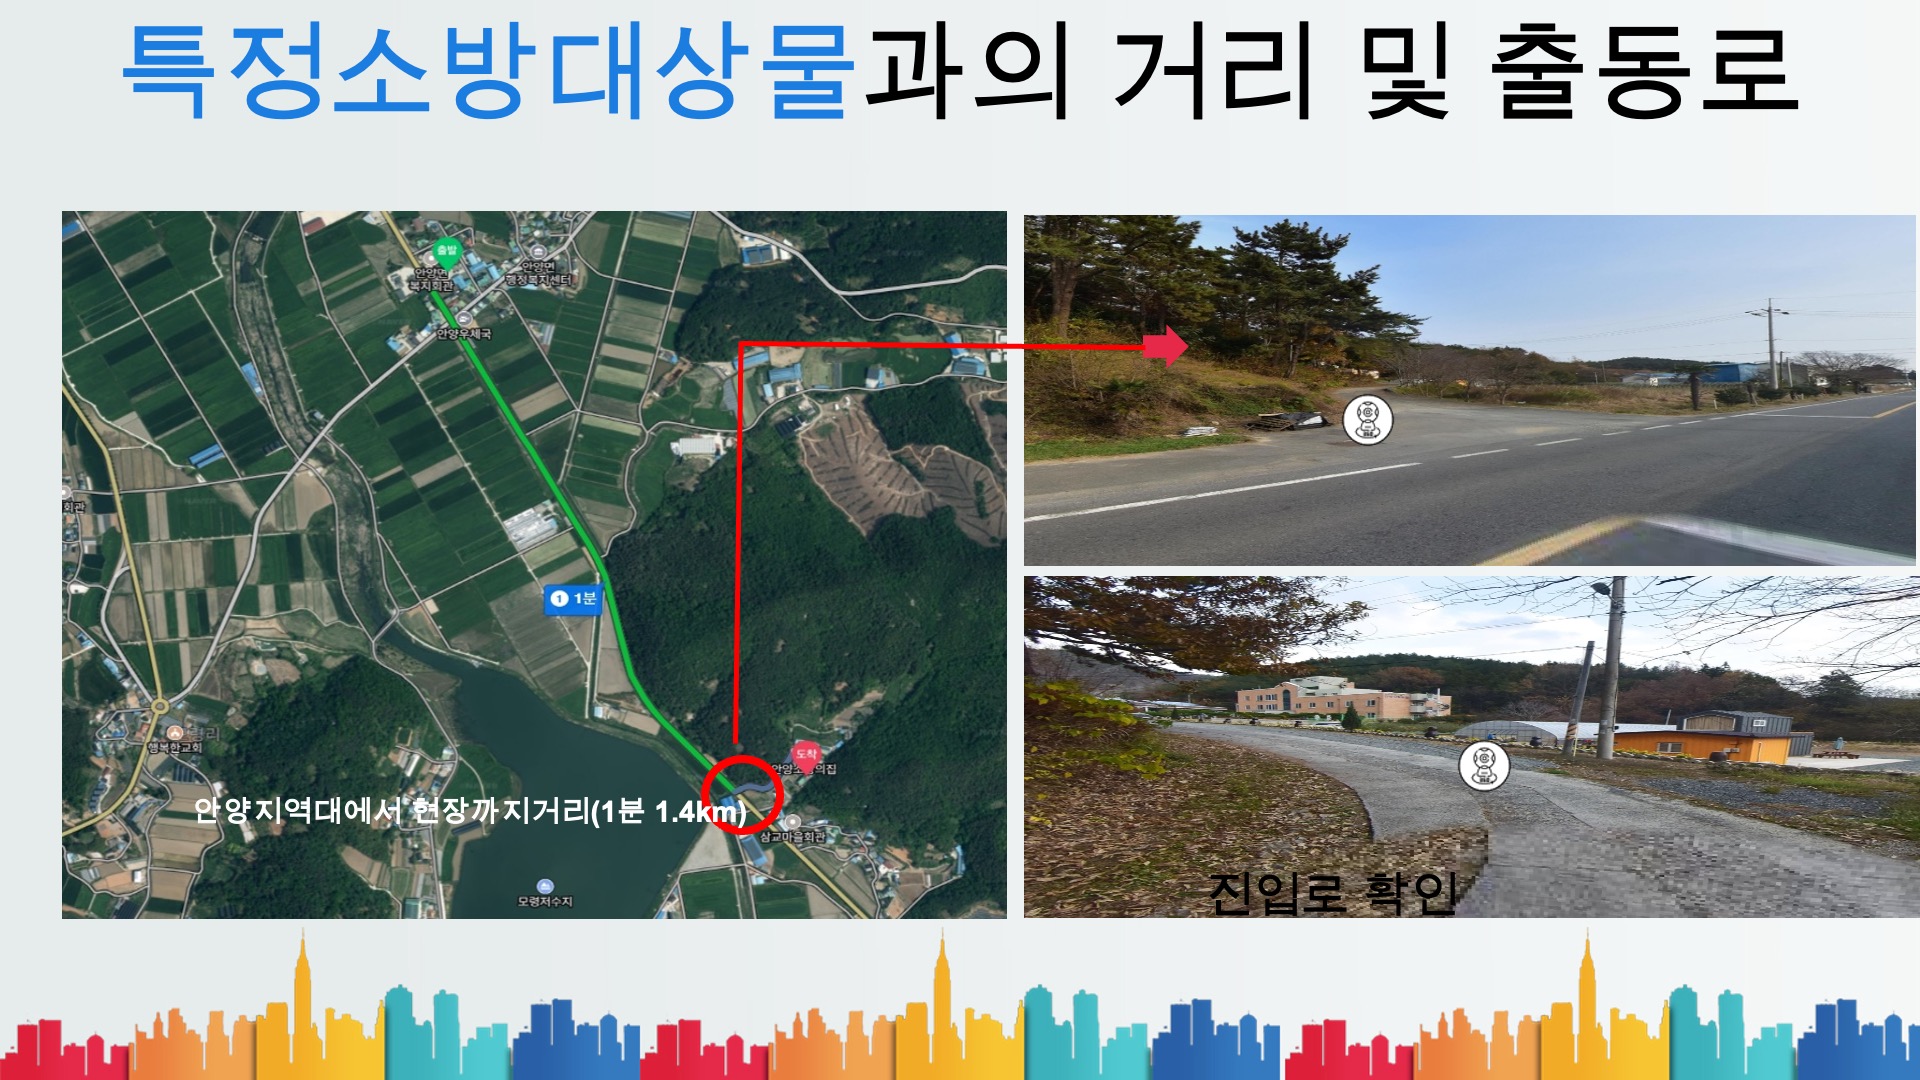 특정소방대상물과의 거리 및 출동로
출발
안양면
복지회관
안양면
행정복지센터
안양우체국
회관
1 1분
행복한교회
도착
안양지역대에서 현장까지거리(1분 1.4km)
삼교마을회관
모령저수지
진입로 확인